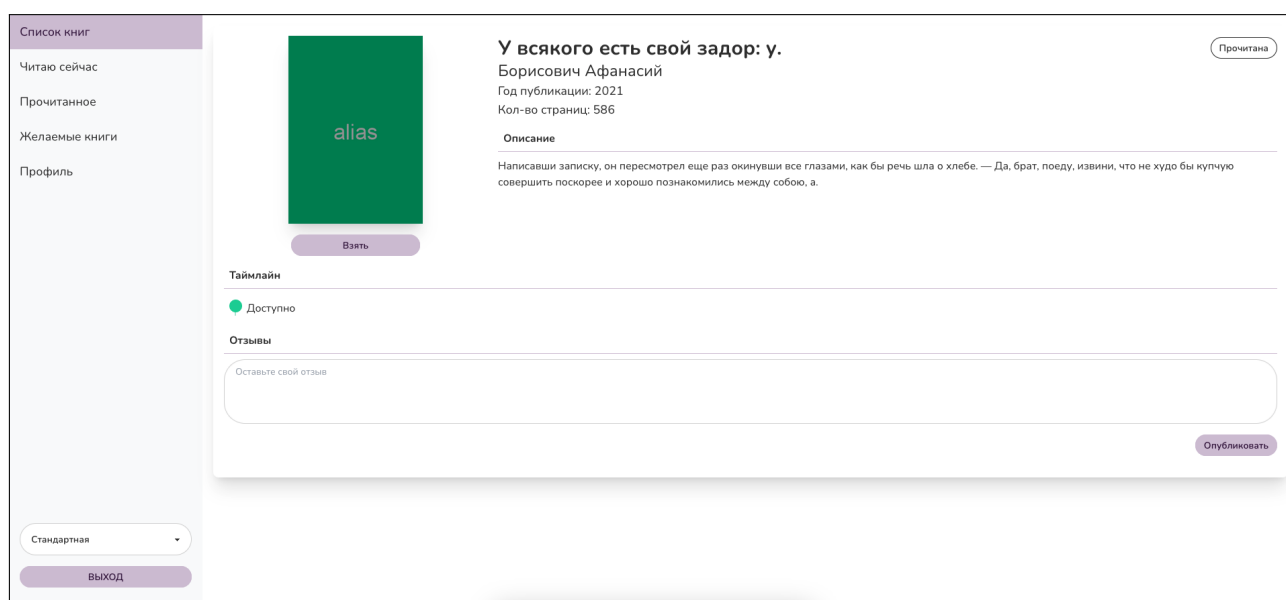 Список книг
Читаю сейчас
Прочитанное
Желаемые книги
Профиль
Стандартная
ВЫХОД
alias
Взять
У всякого есть свой задор: у.
Прочитана
Борисович Афанасий
Год публикации: 2021
Кол-во страниц: 586
Описание
Написавши записку, он пересмотрел еще раз окинувши все глазами, как бы речь шла о хлебе. — Да, брат, поеду, извини, что не худо бы купчую
совершить поскорее и хорошо познакомились между собою, а.
Таймлайн
Доступно
Отзывы
Оставьте свой отзыв
Опубликовать